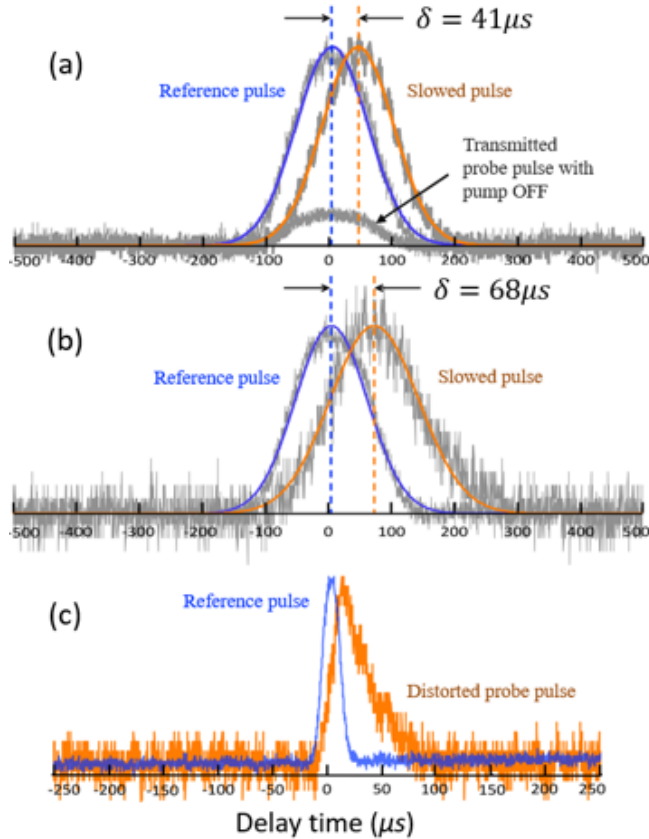 δ = 41μs
(a)
Reference pulse
Slowed pulse
Transmitted
probe pulse with
pump OFF
-500 -400 -300 -200 -100 0 100 200 300 400 500
δ = 68μs
(b)
Reference pulse
Slowed pulse
-500 -400 -300 -200 -100 0 100 200 300 400 500
(c)
Reference pulse
Distorted probe pulse
-250 -200 -150 -100 -50 0 50 100 150 200 250
Delay time (μs)